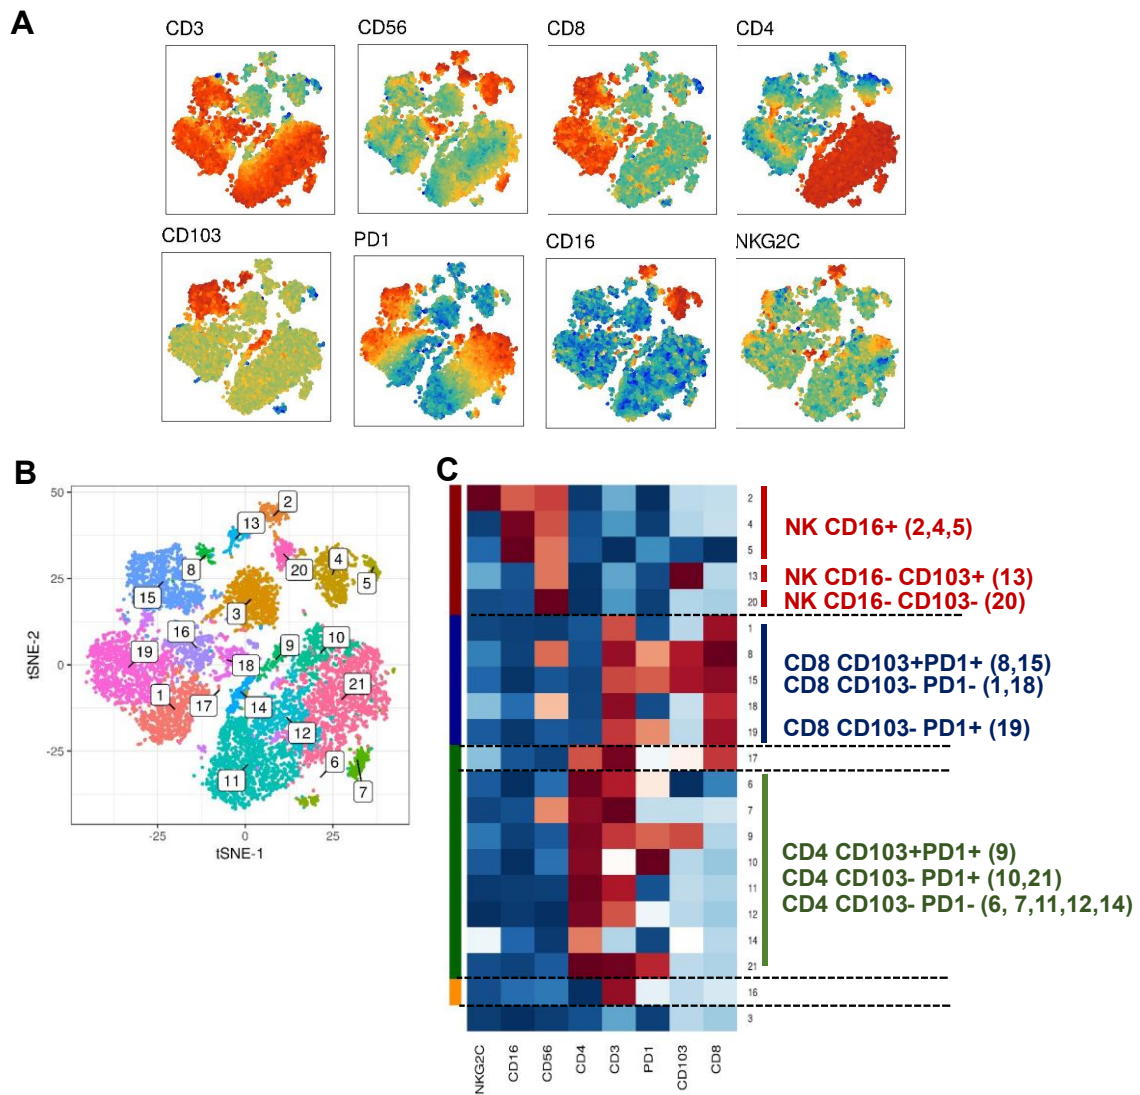 A
CD3
CD56
CD8
CD4
CD103
PD1
CD16
NKG2C
B
50
25
0
-25
-25
0
25
tSNE-1
tSNE-2
2
13
8
4
20
5
15
3
16
9
10
19
18
21
1
17
14
12
6
11
7
C
2
4
5
13
20
1
8
15
18
19
17
6
7
9
10
11
12
14
21
16
3
NK CD16+ (2,4,5)
NK CD16- CD103+ (13)
NK CD16- CD103- (20)
CD8 CD103+PD1+ (8,15)
CD8 CD103- PD1- (1,18)
CD8 CD103- PD1+ (19)
CD4 CD103+PD1+ (9)
CD4 CD103- PD1+ (10,21)
CD4 CD103- PD1- (6, 7,11,12,14)
NKG2C
CD16
CD56
CD4
CD3
PD1
CD103
CD8